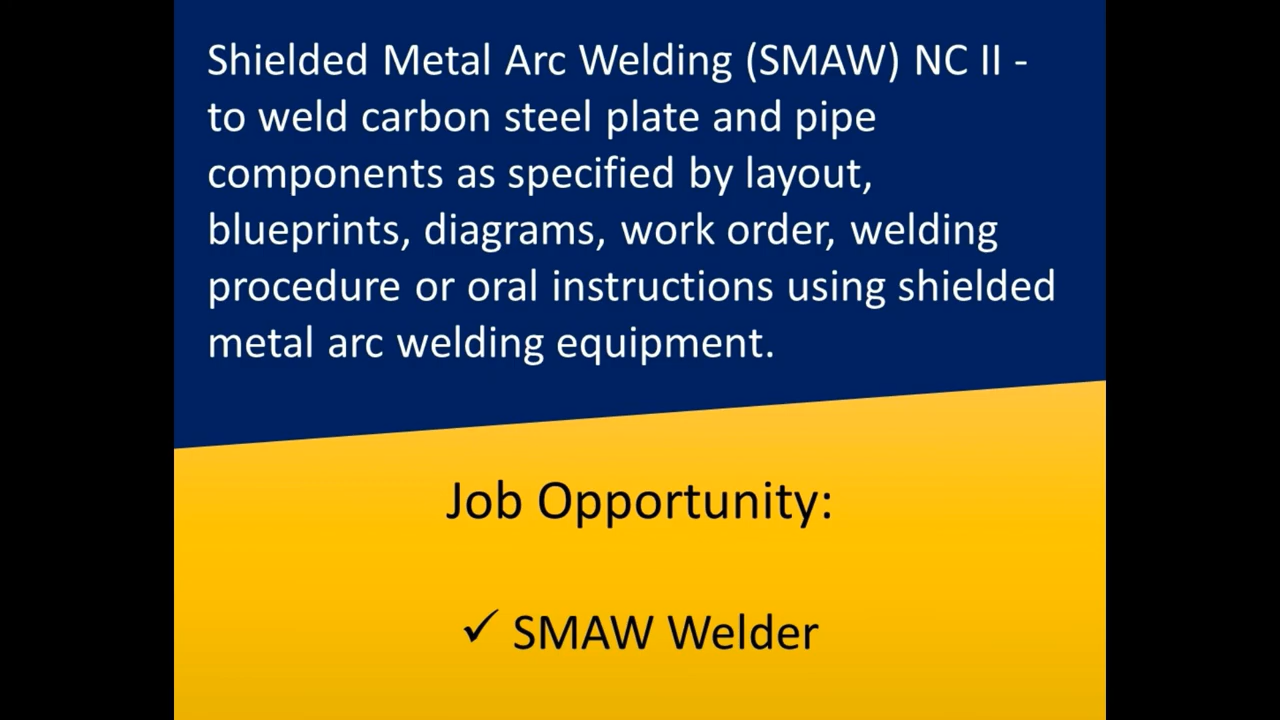 Shielded Metal Arc Welding (SMAW) NC II -
to weld carbon steel plate and pipe
components as specified by layout,
blueprints, diagrams, work order, welding
procedure or oral instructions using shielded
metal arc welding equipment.
Job Opportunity:
✓ SMAW Welder